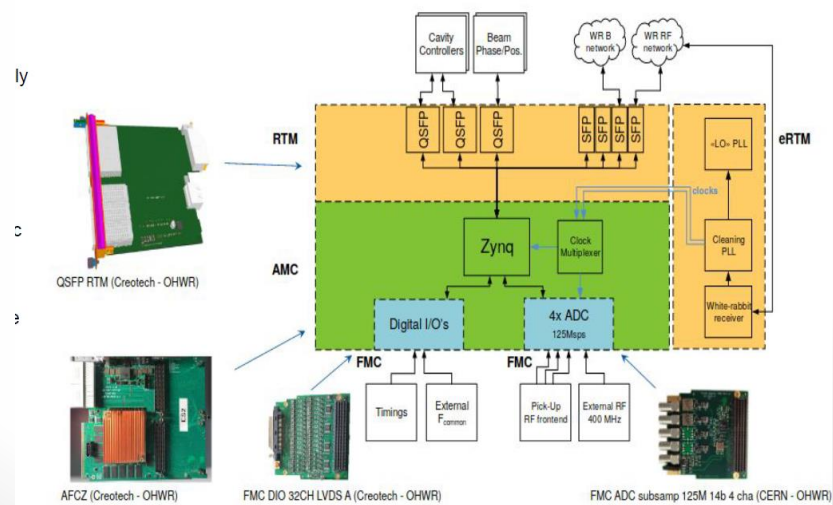 ly
c
e
Cavity
Controllers
Beam
Phase/Pos.
WR B
network
WR RF
network
RTM
QSFP
QSFP
QSFP
SFP
SFP
SFP
SFP
eRTM
«LO» PLL
clocks
Cleaning
PLL
White-rabbit
receiver
AMC
Zynq
Clock
Multiplexer
Digital I/O's
4x ADC
125Msps
FMC
FMC
Timings
External
Fcommon
Pick-Up
RF frontend
External RF
400 MHz
QSFP RTM (Creotech - OHWR)
AFCZ (Creotech - OHWR)
FMC DIO 32CH LVDS A (Creotech - OHWR)
FMC ADC subsamp 125M 14b 4 cha (CERN - OHWR)